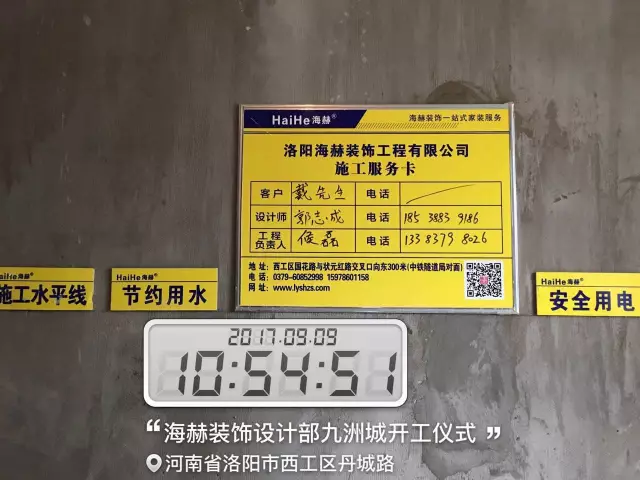 HaiHe海赫®
海赫装饰一站式家装服务
洛阳海赫装饰工程有限公司
施工服务卡
客户 戴先生 电话
设计师 郭志成 电话 185 3883 9186
工程负责人 侯磊 电话 133 8379 8026
地 址: 西工区国花路与状元红路交叉口向东300米(中铁隧道局对面)
电 话: 0379-60852998 15978601158
网 址: www.lyshzs.com
HaiHe海赫®
施工水平线
HaiHe海赫®
节约用水
HaiHe海赫®
安全用电
2017.09.09
10:54:51
“海赫装饰设计部九洲城开工仪式”
河南省洛阳市西工区丹城路